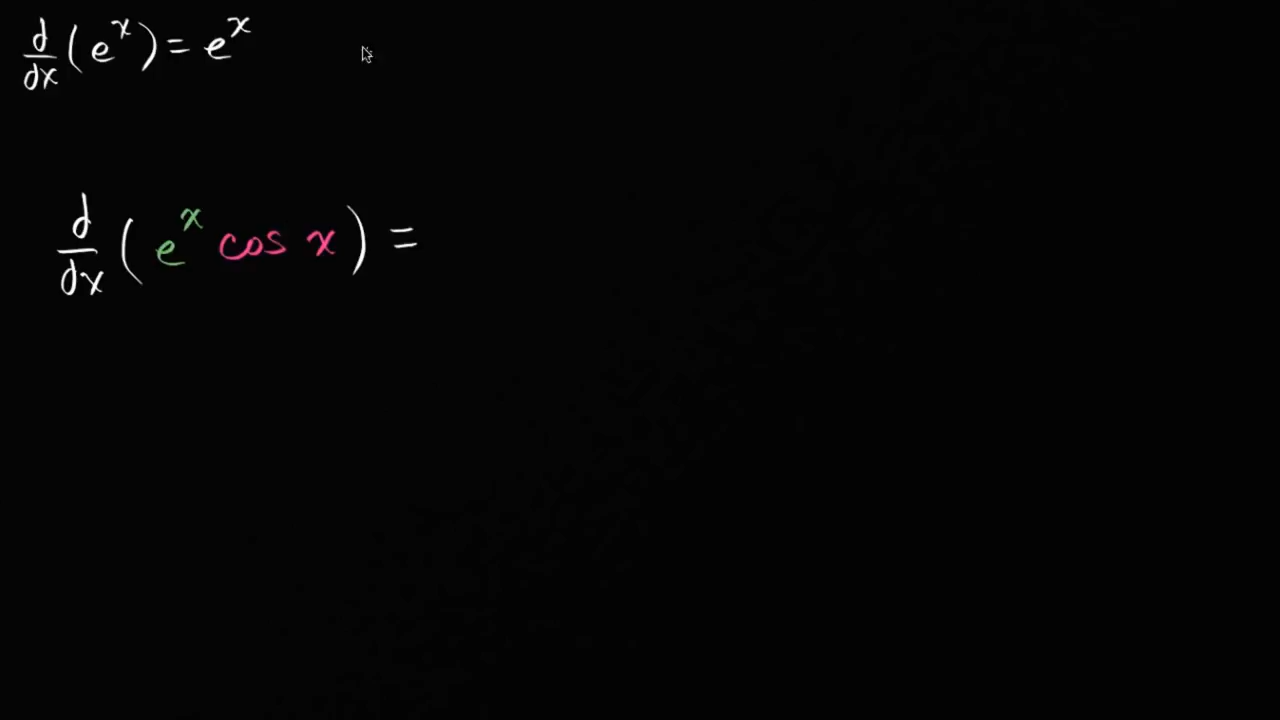 d/dx (e^x) = e^x
d/dx (e^x cos x) =